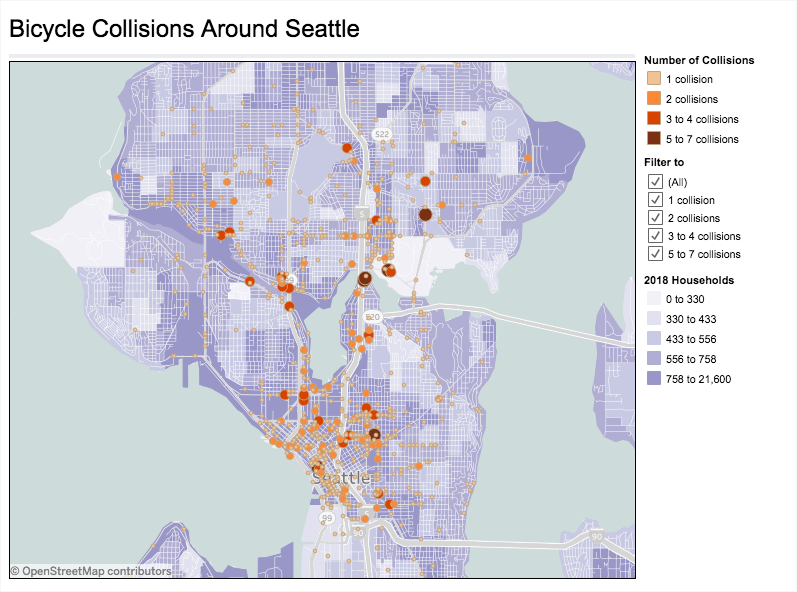 Bicycle Collisions Around Seattle
522
5
99
520
Seattle
99
90
90
© OpenStreetMap contributors
Number of Collisions
1 collision
2 collisions
3 to 4 collisions
5 to 7 collisions
Filter to
(All)
1 collision
2 collisions
3 to 4 collisions
5 to 7 collisions
2018 Households
0 to 330
330 to 433
433 to 556
556 to 758
758 to 21,600